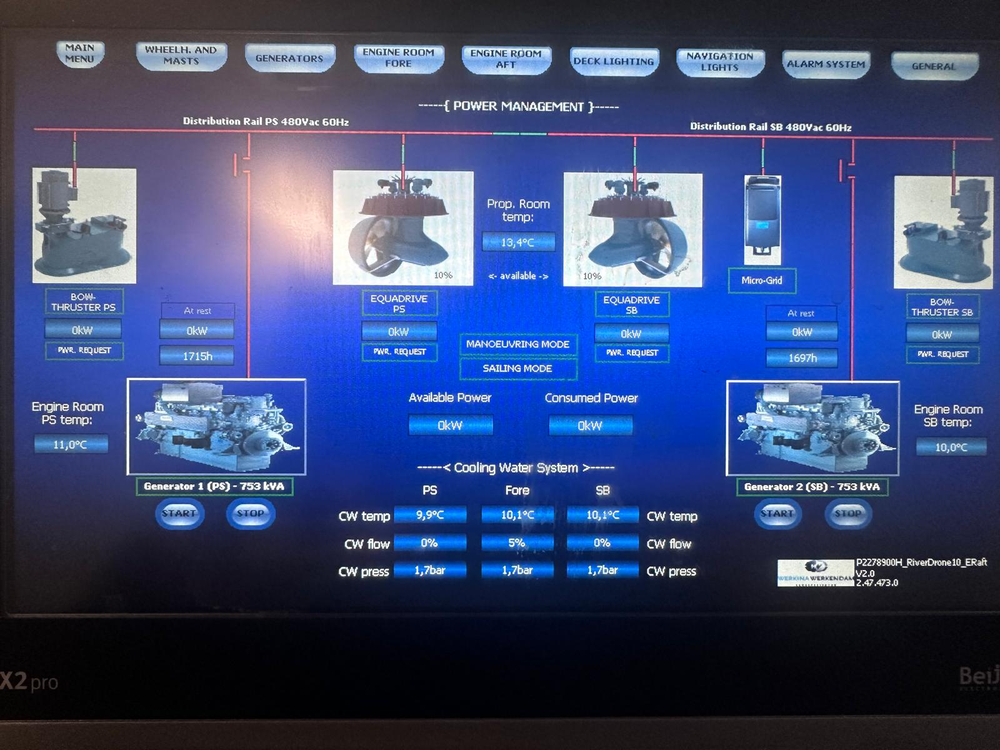 MAIN
MENU
WHEELH. AND
MASTS
GENERATORS
ENGINE ROOM
FORE
ENGINE ROOM
AFT
DECK LIGHTING
NAVIGATION
LIGHTS
ALARM SYSTEM
GENERAL
-----{ POWER MANAGEMENT }-----
Distribution Rail PS 480Vac 60Hz
Distribution Rail SB 480Vac 60Hz
Prop. Room
temp:
13,4°C
<- available ->
10%
10%
BOW-
THRUSTER PS
0kW
PWR. REQUEST
At rest
0kW
1715h
EQUADRIVE
PS
0kW
PWR. REQUEST
MANOEUVRING MODE
SAILING MODE
EQUADRIVE
SB
0kW
PWR. REQUEST
Micro-Grid
At rest
0kW
1697h
BOW-
THRUSTER SB
0kW
PWR. REQUEST
Engine Room
PS temp:
11,0°C
Available Power
0kW
Consumed Power
0kW
Engine Room
SB temp:
10,0°C
Generator 1 (PS) - 753 kVA
START
STOP
Generator 2 (SB) - 753 kVA
START
STOP
-----< Cooling Water System >-----
PS Fore SB
CW temp 9,9°C 10,1°C 10,1°C CW temp
CW flow 0% 5% 0% CW flow
CW press 1,7bar 1,7bar 1,7bar CW press
WERKINA WERKENDAM
P2278900H_RiverDrone10_ERaft
V2.0
2.47.473.0
X2 pro
Beij